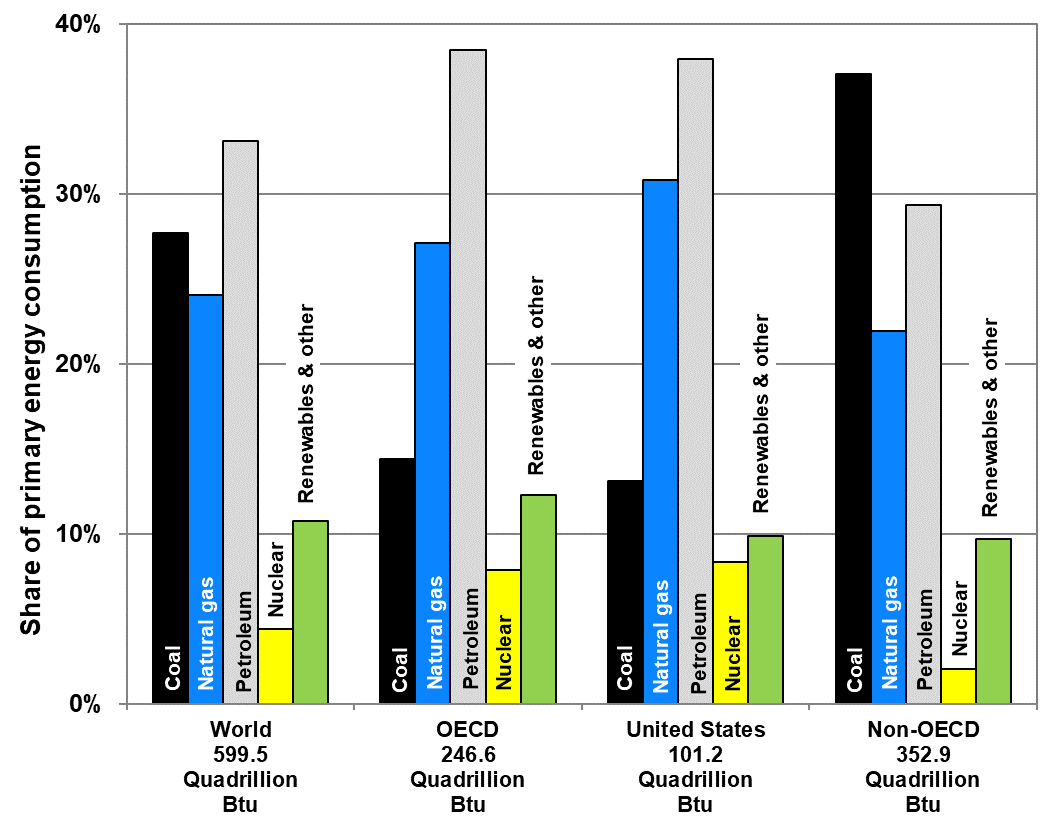 40%
30%
20%
10%
0%
Share of primary energy consumption
Coal
Natural gas
Petroleum
Nuclear
Renewables & other
Coal
Natural gas
Petroleum
Nuclear
Renewables & other
Coal
Natural gas
Petroleum
Nuclear
Renewables & other
Coal
Natural gas
Petroleum
Nuclear
Renewables & other
World
599.5
Quadrillion
Btu
OECD
246.6
Quadrillion
Btu
United States
101.2
Quadrillion
Btu
Non-OECD
352.9
Quadrillion
Btu